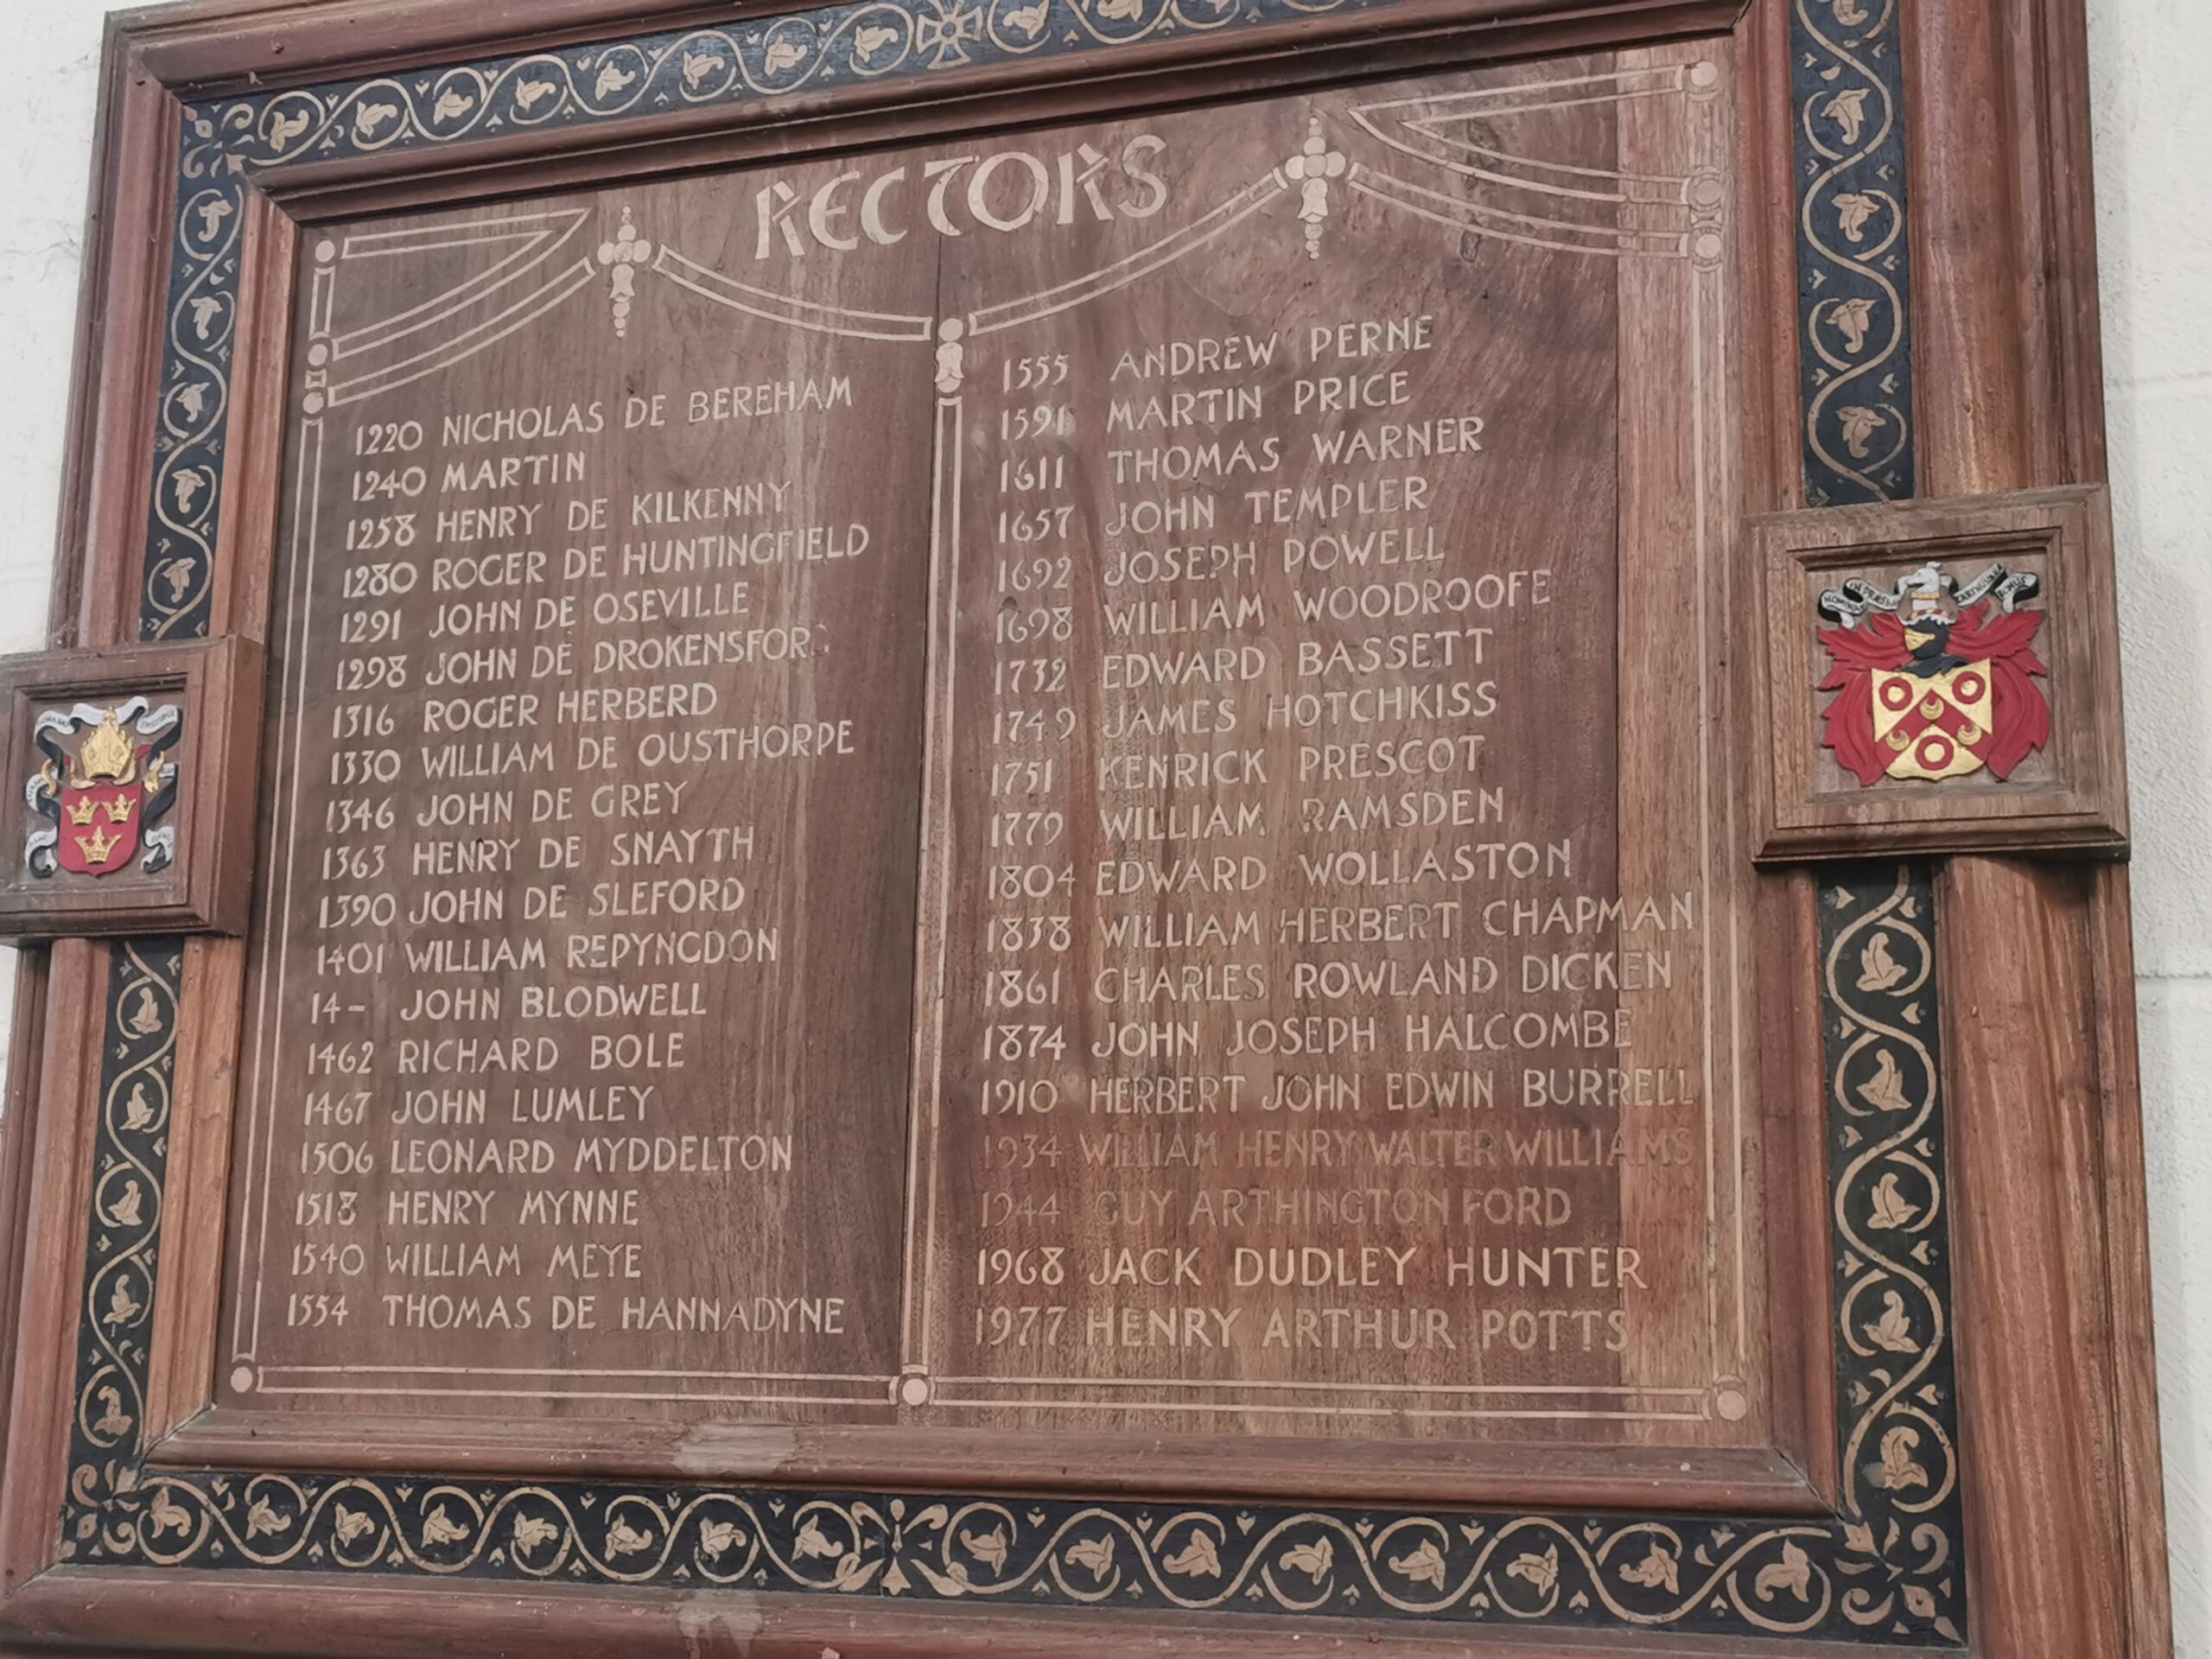 RECTORS
1220 NICHOLAS DE BEREHAM
1240 MARTIN
1258 HENRY DE KILKENNY
1280 ROGER DE HUNTINGFIELD
1291 JOHN DE OSEVILLE
1298 JOHN DE DROKENSFORD
1316 ROGER HERBERD
1330 WILLIAM DE OUSTHORPE
1346 JOHN DE GREY
1363 HENRY DE SNAYTH
1390 JOHN DE SLEFORD
1401 WILLIAM REPYNGDON
14- JOHN BLODWELL
1462 RICHARD BOLE
1467 JOHN LUMLEY
1506 LEONARD MYDDELTON
1518 HENRY MYNNE
1540 WILLIAM MEYE
1554 THOMAS DE HANNADYNE
1555 ANDREW PERNE
1591 MARTIN PRICE
1611 THOMAS WARNER
1657 JOHN TEMPLER
1692 JOSEPH POWELL
1698 WILLIAM WOODROOFE
1732 EDWARD BASSETT
1749 JAMES HOTCHKISS
1751 KENRICK PRESCOT
1779 WILLIAM RAMSDEN
1804 EDWARD WOLLASTON
1838 WILLIAM HERBERT CHAPMAN
1861 CHARLES ROWLAND DICKEN
1874 JOHN JOSEPH HALCOMBE
1910 HERBERT JOHN EDWIN BURRELL
1934 WILLIAM HENRY WALTER WILLIAMS
1944 GUY ARTHINGTON FORD
1968 JACK DUDLEY HUNTER
1977 HENRY ARTHUR POTTS